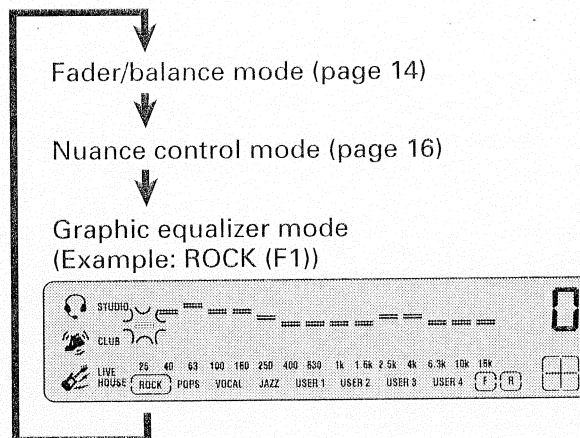 Fader/balance mode (page 14)
Nuance control mode (page 16)
Graphic equalizer mode
(Example: ROCK (F1))
STUDIO
CLUB
LIVE HOUSE
25 40 63 100 160 250 400 630 1k 1.6k 2.5k 4k 6.3k 10k 16k
ROCK POPS VOCAL JAZZ USER 1 USER 2 USER 3 USER 4 F R
0